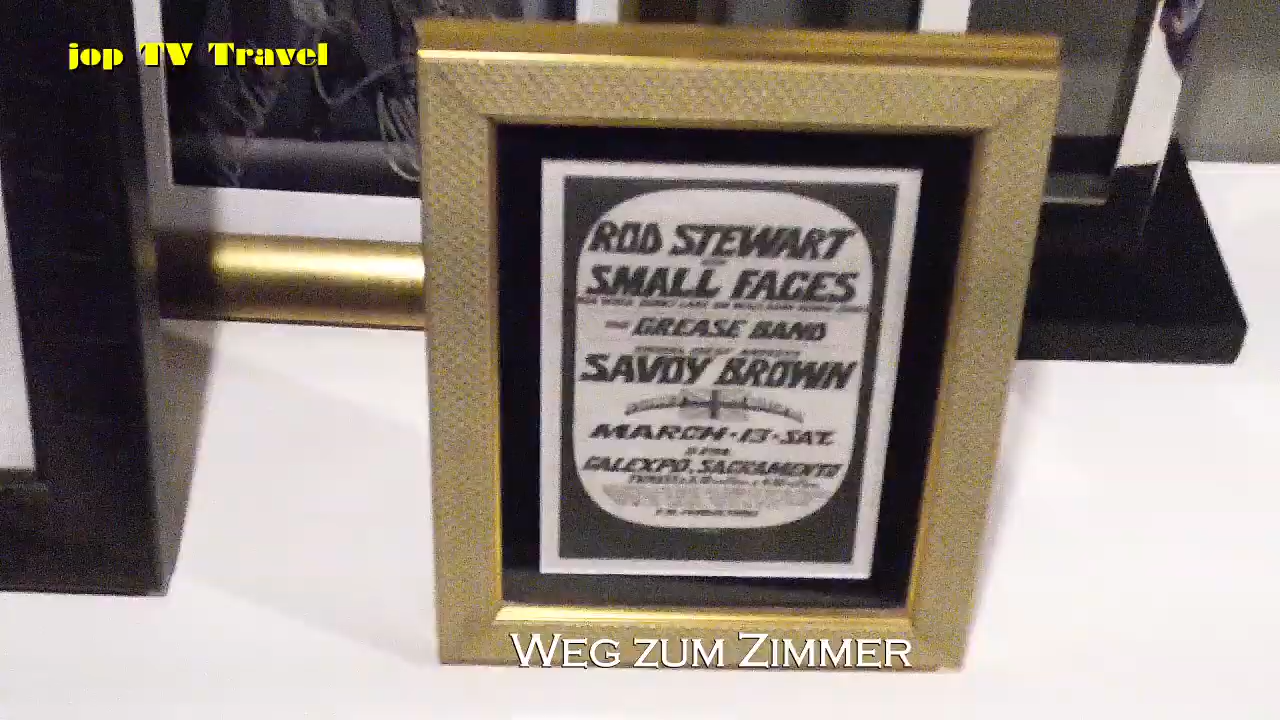 jop TV Travel
ROD STEWART
SMALL FACES
GREASE BAND
SAVOY BROWN
MARCH • 13 • SAT.
CALEXPO, SACRAMENTO
WEG ZUM ZIMMER